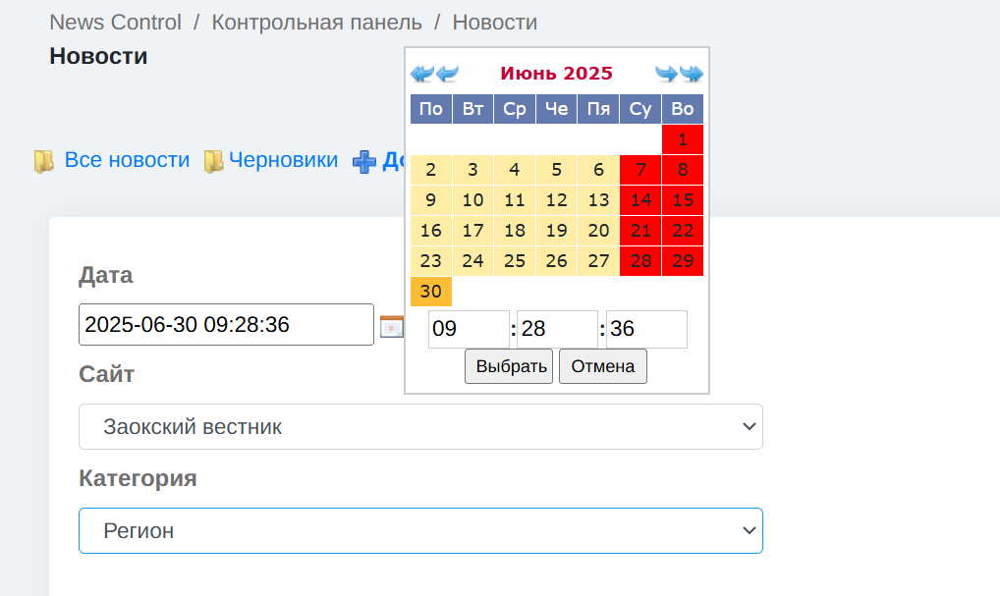 News Control / Контрольная панель / Новости
Новости
Июнь 2025
По Вт Ср Че Пя Су Во
1
2 3 4 5 6 7 8
9 10 11 12 13 14 15
16 17 18 19 20 21 22
23 24 25 26 27 28 29
30
09 : 28 : 36
Выбрать Отмена
Все новости Черновики
Дата
2025-06-30 09:28:36
Сайт
Заокский вестник
Категория
Регион